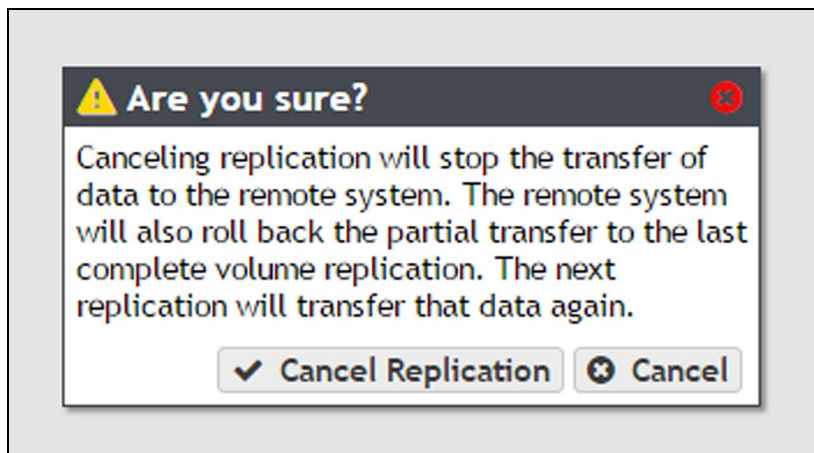 Are you sure?
Canceling replication will stop the transfer of
data to the remote system. The remote system
will also roll back the partial transfer to the last
complete volume replication. The next
replication will transfer that data again.
Cancel Replication Cancel